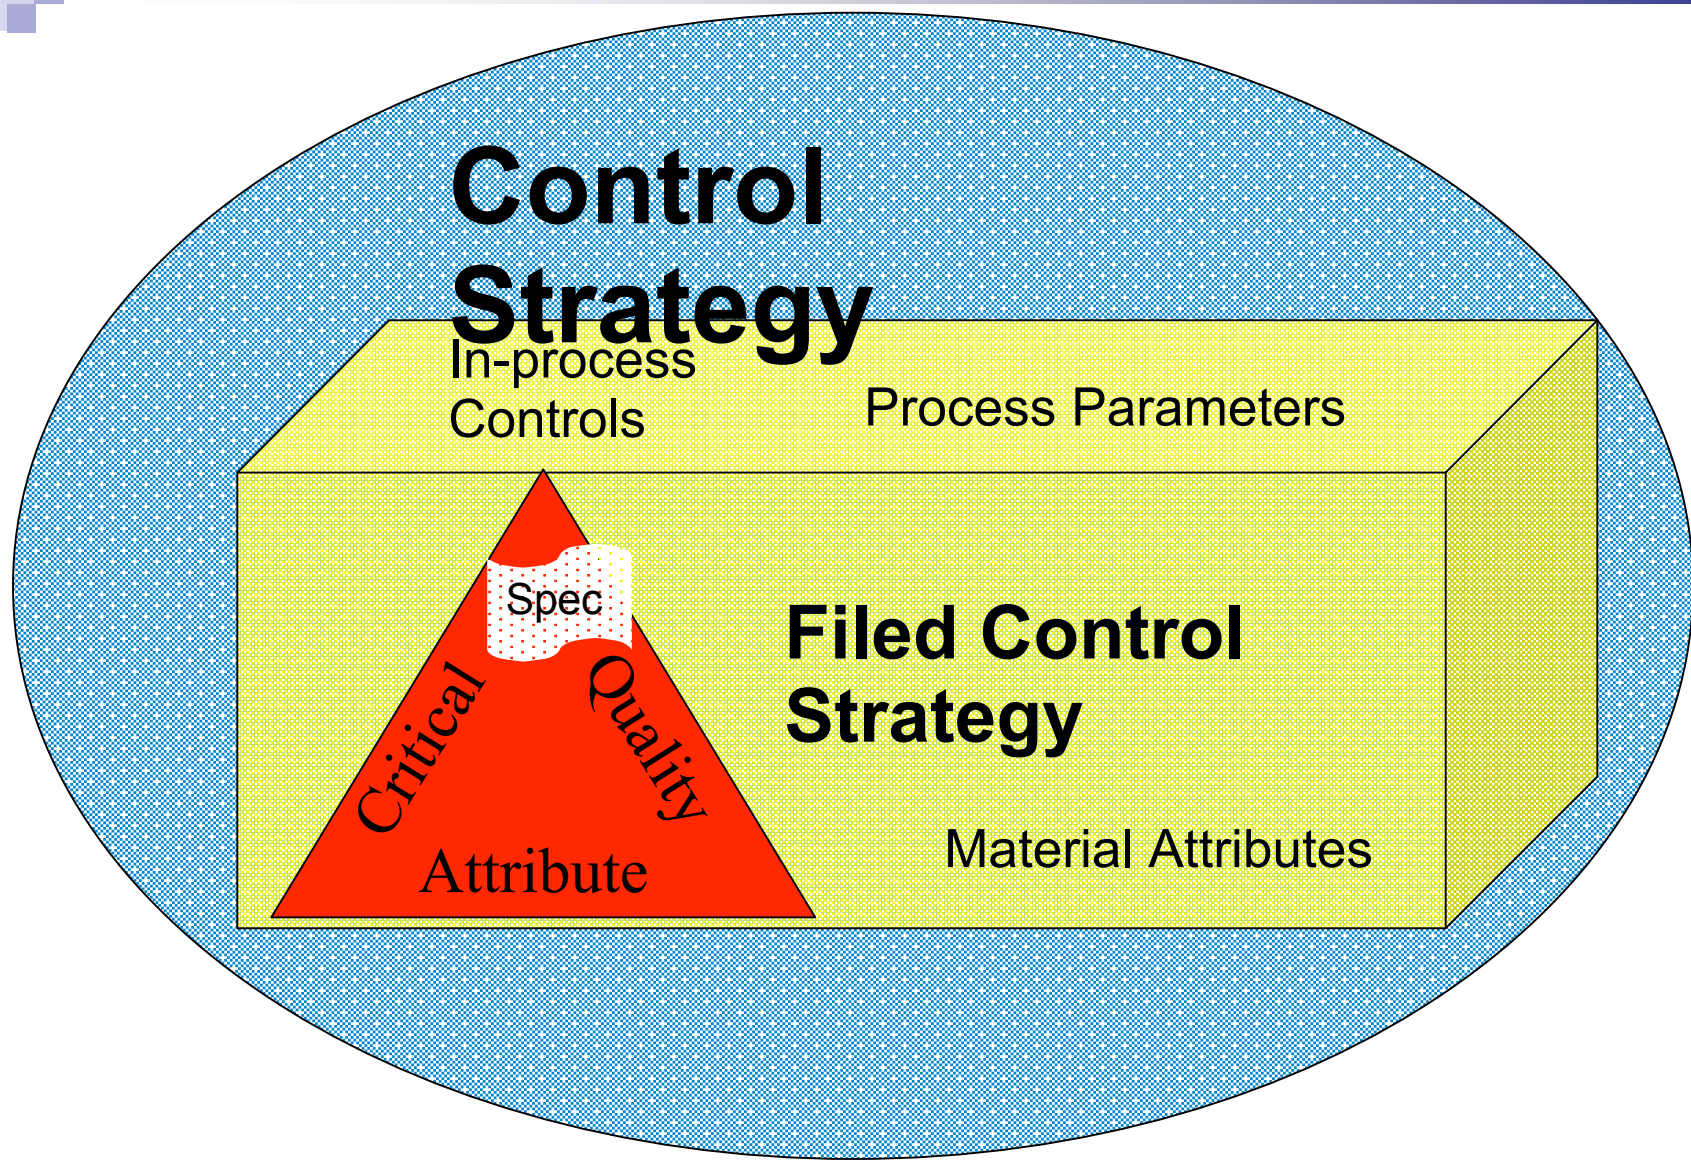 Control
Strategy
In-process
Controls
Process Parameters
Spec
Critical
Quality
Attribute
Filed Control
Strategy
Material Attributes